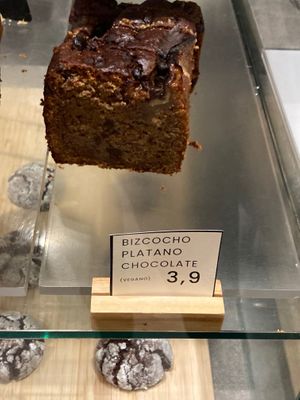 BIZCOCHO
PLATANO
CHOCOLATE
(VEGANO) 3,9